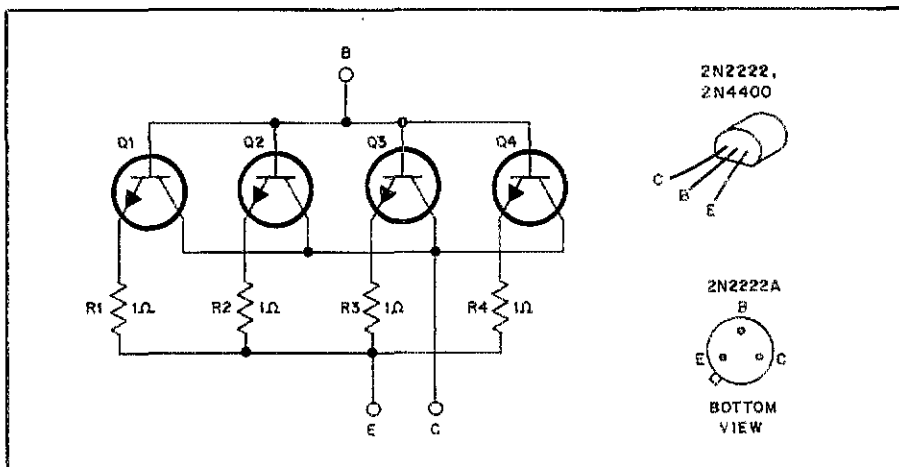 B
Q1 Q2 Q3 Q4
R1 1Ω R2 1Ω R3 1Ω R4 1Ω
E C
2N2222,
2N4400
C
B
E
2N2222A
B
E C
BOTTOM
VIEW